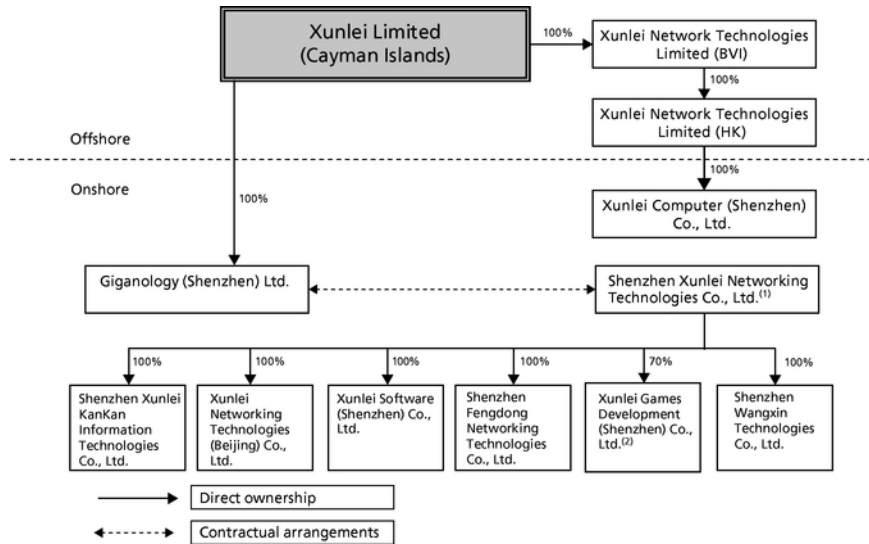 Xunlei Limited
(Cayman Islands)
100%
Xunlei Network Technologies
Limited (BVI)
100%
Xunlei Network Technologies
Limited (HK)
Offshore
Onshore
100%
100%
Xunlei Computer (Shenzhen)
Co., Ltd.
Giganology (Shenzhen) Ltd.
Shenzhen Xunlei Networking
Technologies Co., Ltd.(1)
100%
100%
100%
100%
70%
100%
Shenzhen Xunlei
KanKan
Information
Technologies
Co., Ltd.
Xunlei
Networking
Technologies
(Beijing) Co.,
Ltd.
Xunlei Software
(Shenzhen) Co.,
Ltd.
Shenzhen
Fengdong
Networking
Technologies
Co., Ltd.
Xunlei Games
Development
(Shenzhen) Co.,
Ltd.(2)
Shenzhen
Wangxin
Technologies
Co., Ltd.
Direct ownership
Contractual arrangements